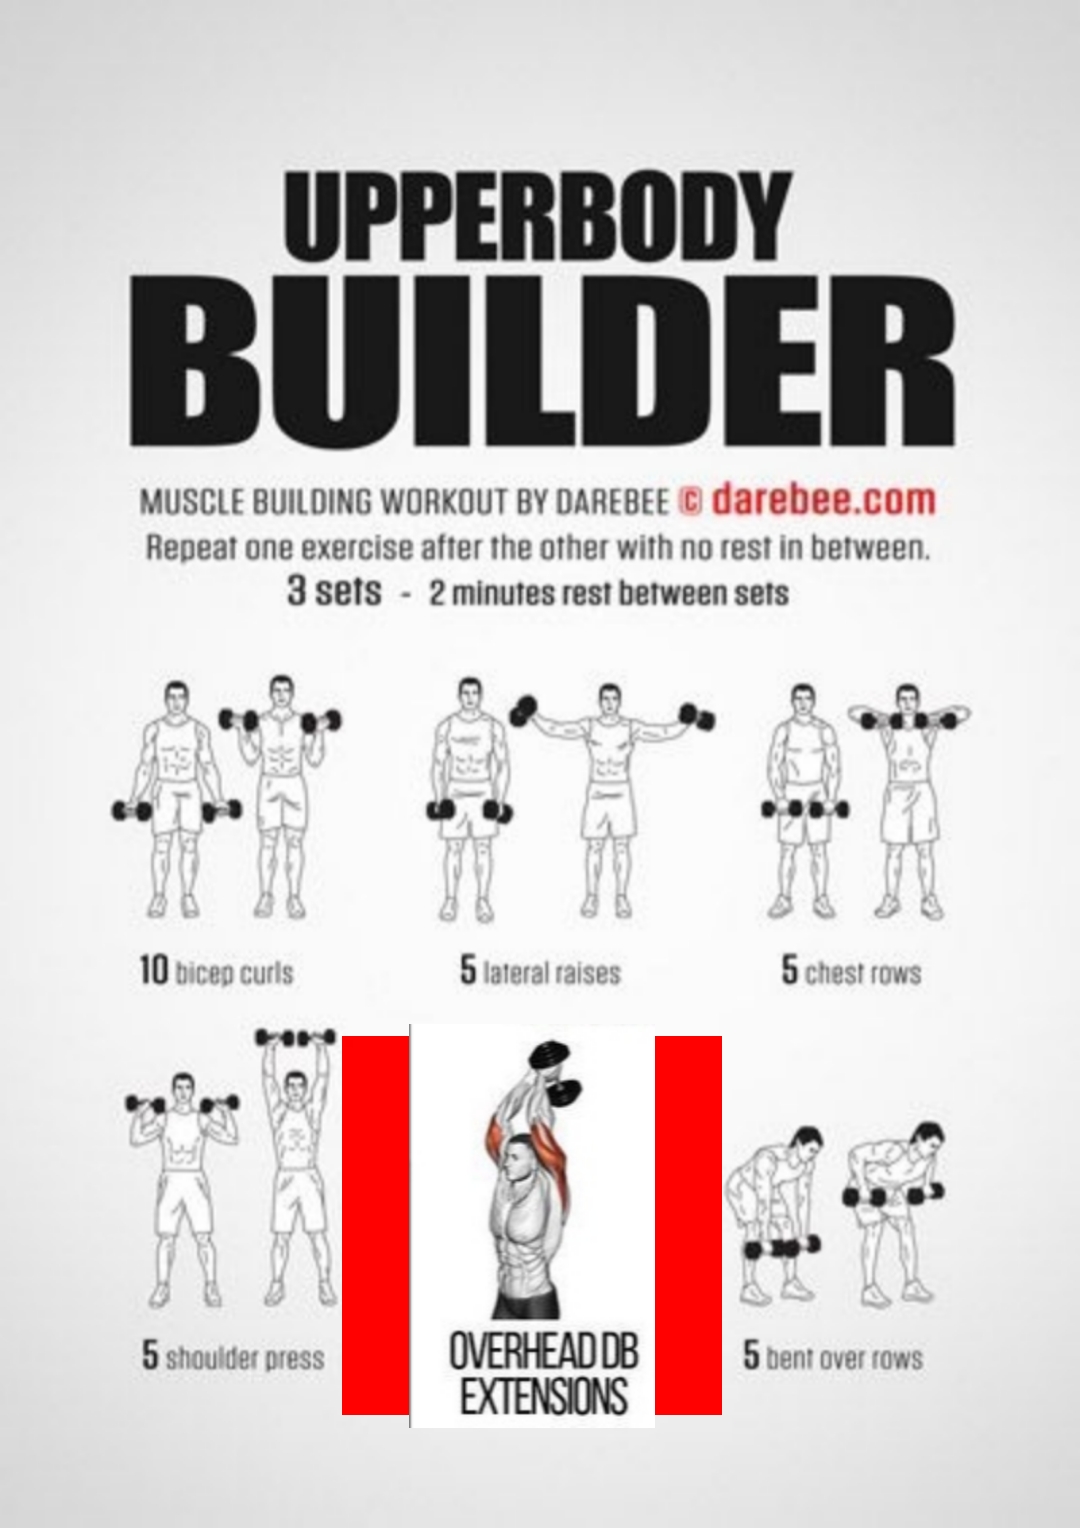 UPPERBODY
BUILDER
MUSCLE BUILDING WORKOUT BY DAREBEE © darebee.com
Repeat one exercise after the other with no rest in between.
3 sets - 2 minutes rest between sets
10 bicep curls
5 lateral raises
5 chest rows
5 shoulder press
OVERHEAD DB
EXTENSIONS
5 bent over rows